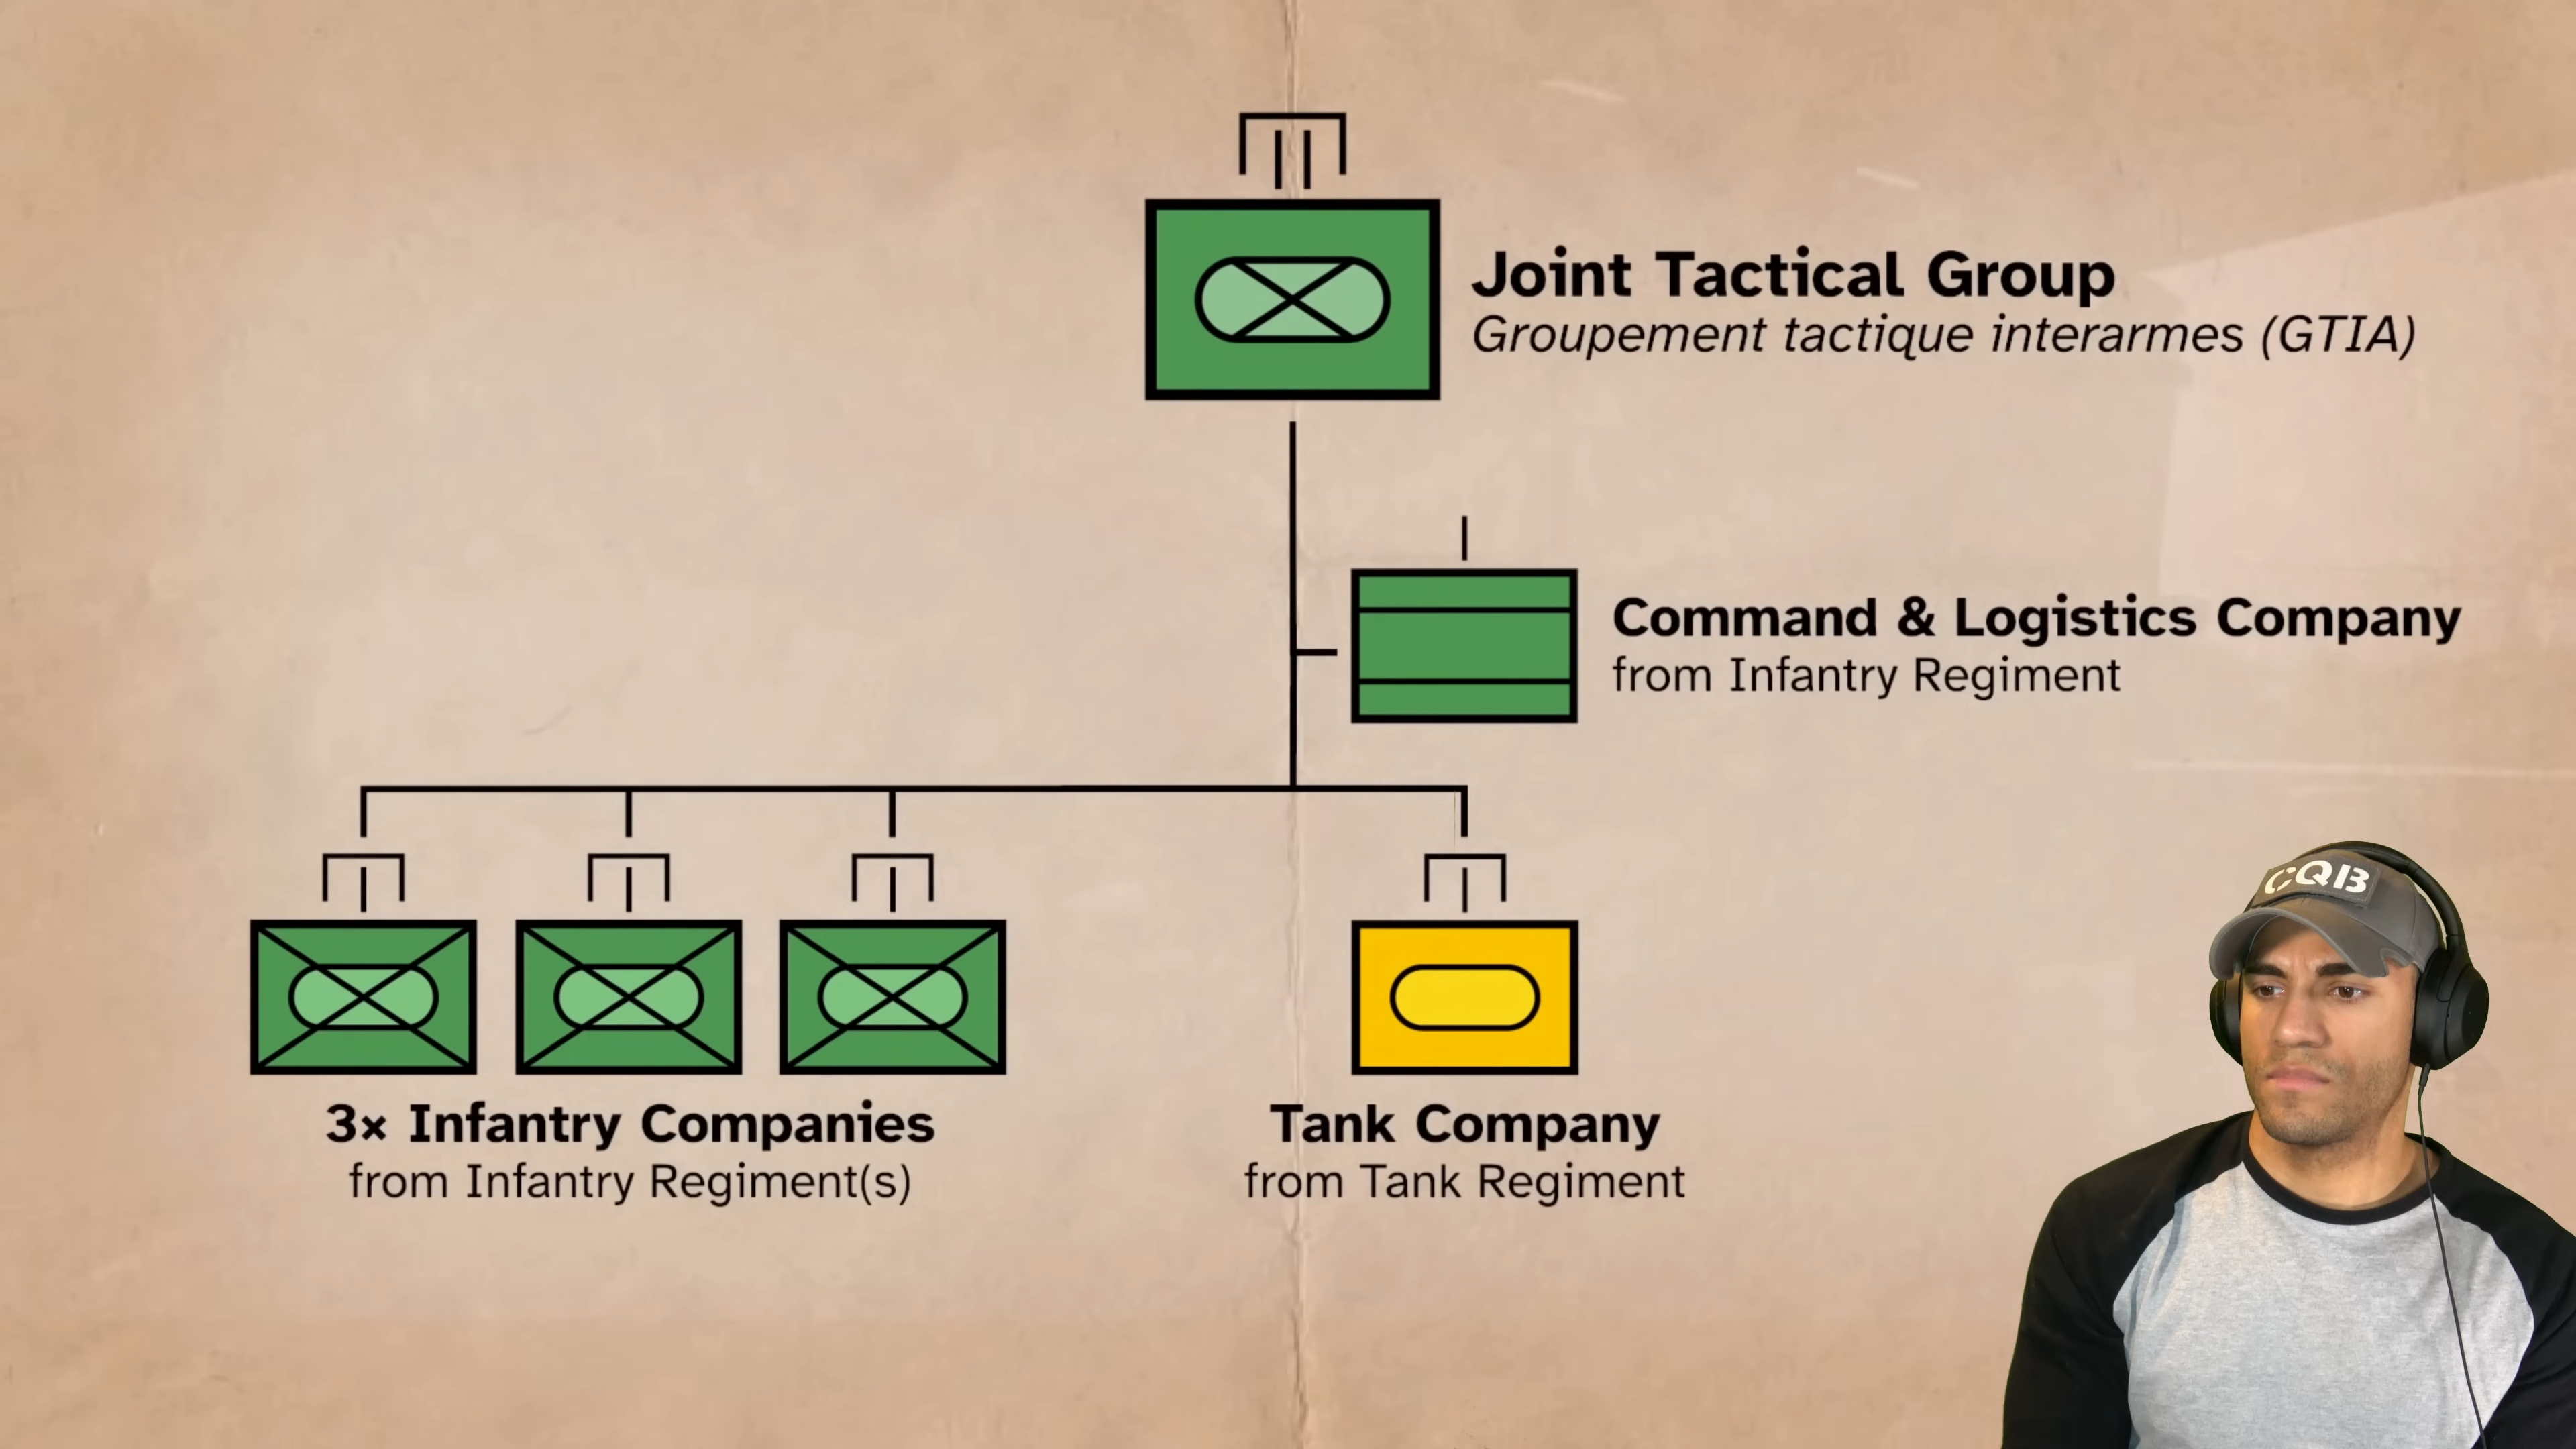 Joint Tactical Group
Groupement tactique interarmes (GTIA)
Command & Logistics Company
from Infantry Regiment
CQB
3× Infantry Companies
from Infantry Regiment(s)
Tank Company
from Tank Regiment